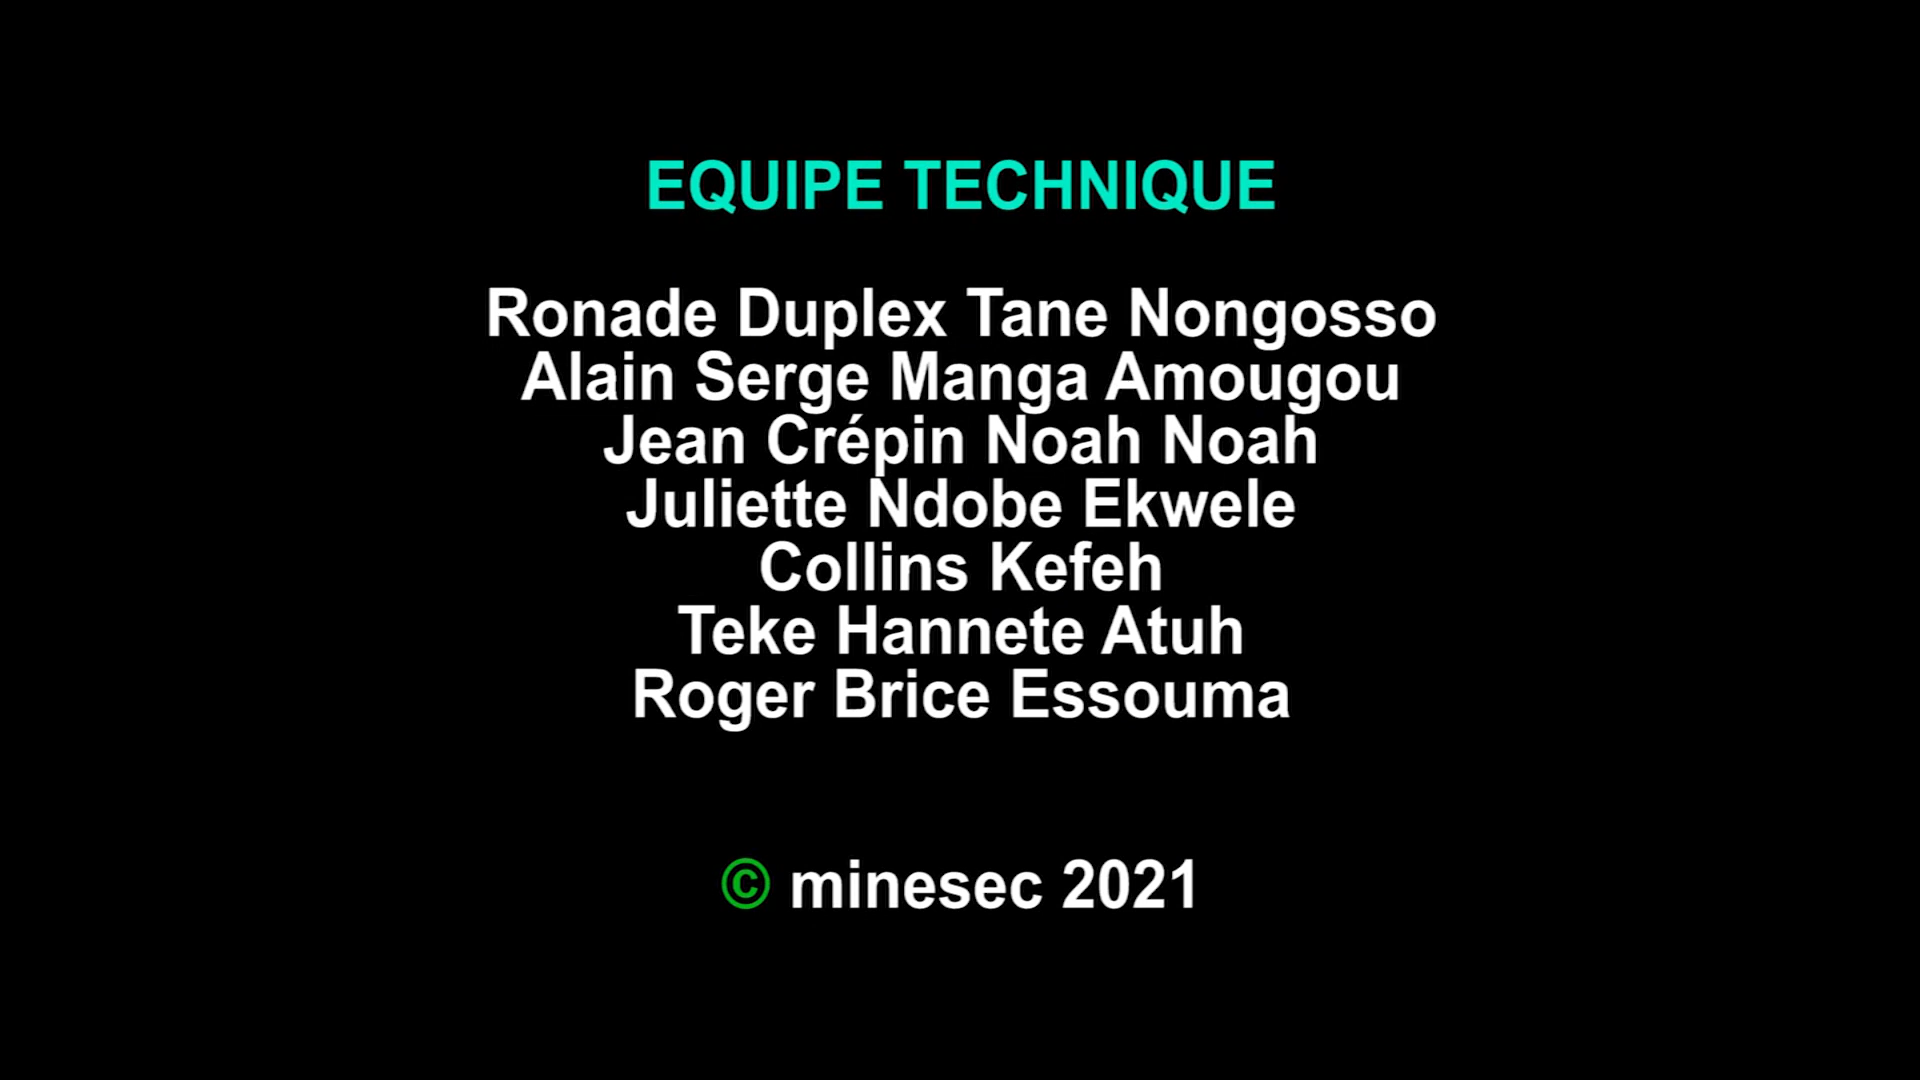 EQUIPE TECHNIQUE
Ronade Duplex Tane Nongosso
Alain Serge Manga Amougou
Jean Crépin Noah Noah
Juliette Ndobe Ekwele
Collins Kefeh
Teke Hannete Atuh
Roger Brice Essouma
© minesec 2021